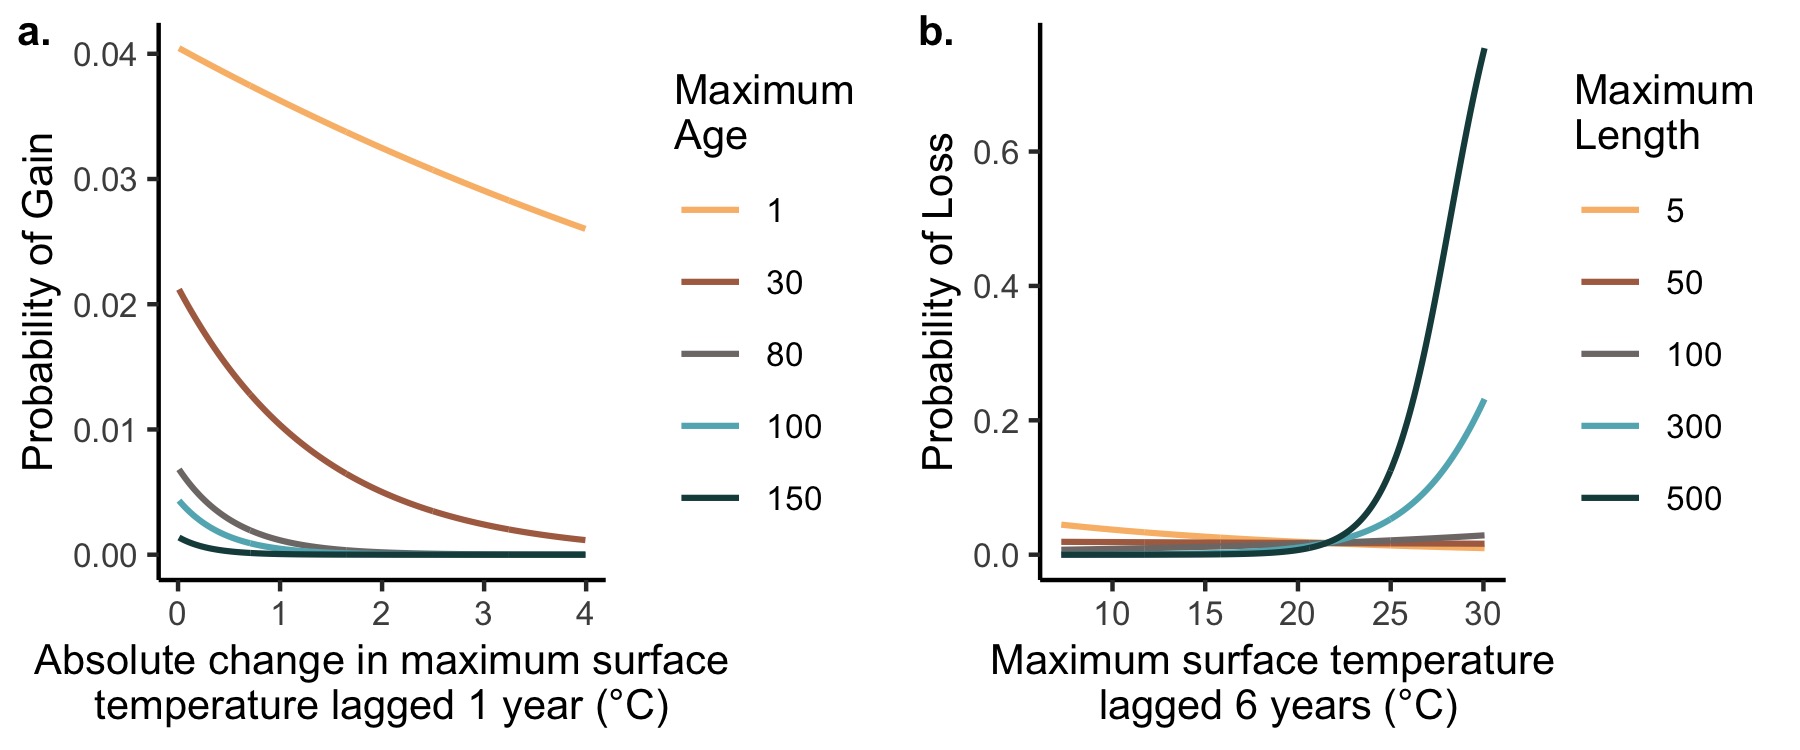 a.
0.04
0.03
0.02
0.01
0.00
Probability of Gain
0 1 2 3 4
Absolute change in maximum surface
temperature lagged 1 year (°C)
Maximum
Age
1
30
80
100
150
b.
0.6
0.4
0.2
0.0
Probability of Loss
10 15 20 25 30
Maximum surface temperature
lagged 6 years (°C)
Maximum
Length
5
50
100
300
500